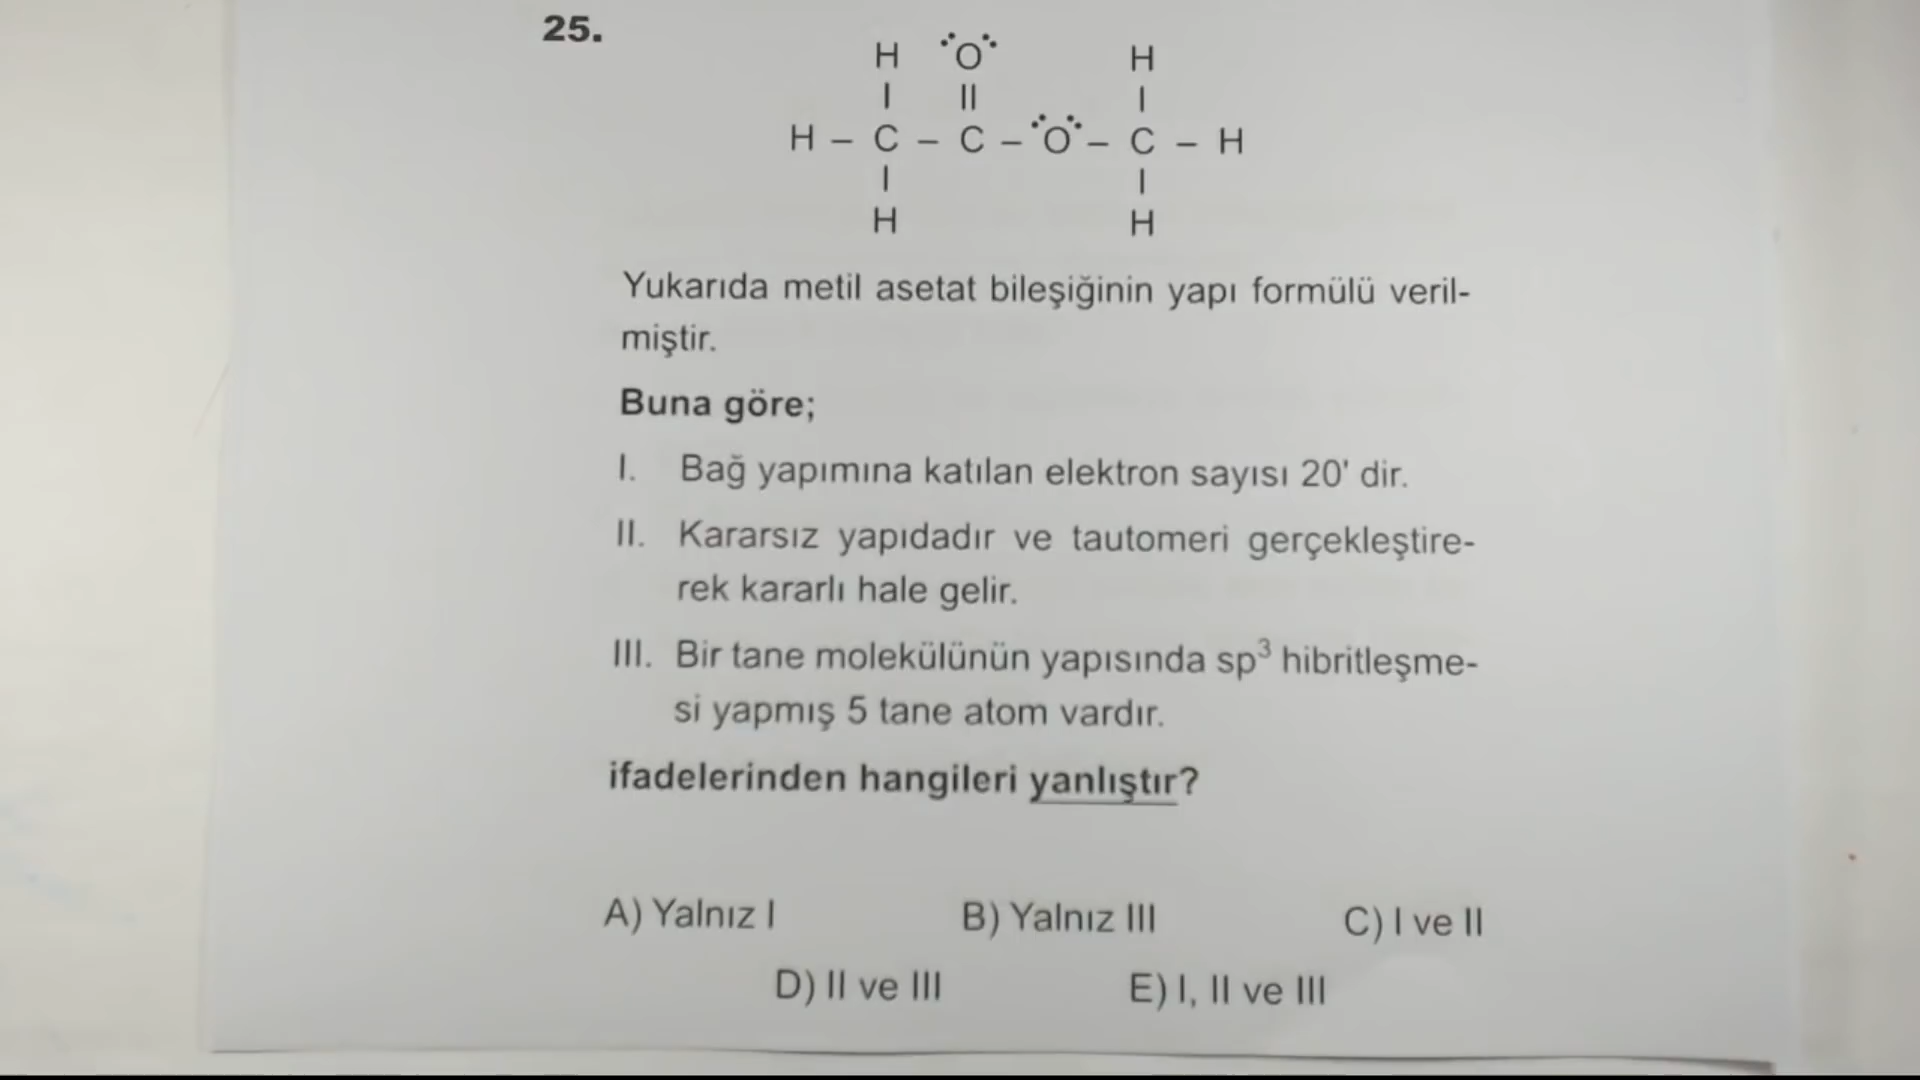 25.
H O H
H – C – C – O – C – H
H H
Yukarıda metil asetat bileşiğinin yapı formülü veril-
miştir.
Buna göre;
I. Bağ yapımına katılan elektron sayısı 20' dir.
II. Kararsız yapıdadır ve tautomeri gerçekleştire-
rek kararlı hale gelir.
III. Bir tane molekülünün yapısında sp³ hibritleşme-
si yapmış 5 tane atom vardır.
ifadelerinden hangileri yanlıştır?
A) Yalnız I B) Yalnız III C) I ve II
D) II ve III E) I, II ve III